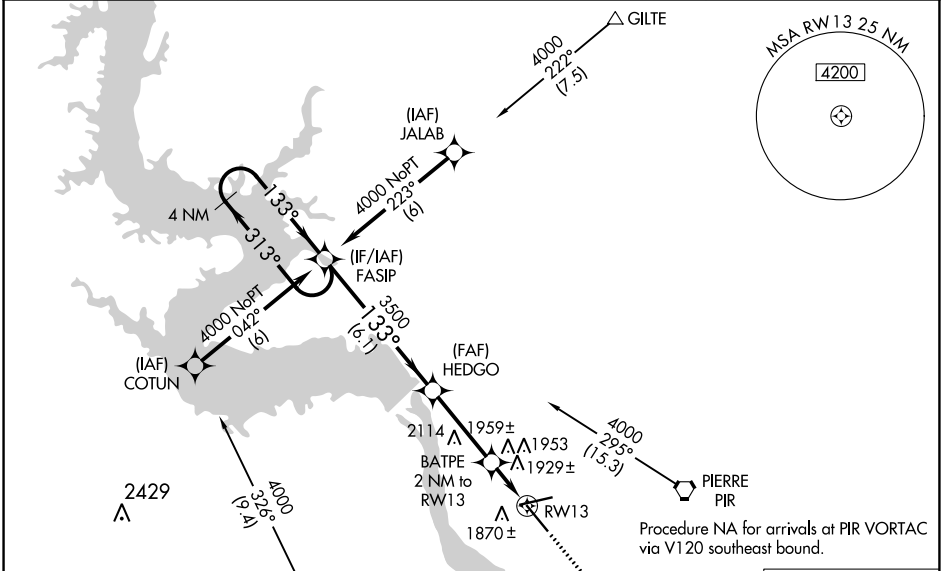 GILTE
4000
222°
(7.5)
MSA RW13 25 NM
4200
(IAF)
JALAB
4000 NoPT
223°
(6)
4 NM
133°
313°
(IF/IAF)
FASIP
4000 NoPT
042°
(6)
3500
133°
(6.1)
(IAF)
COTUN
(FAF)
HEDGO
2114
1959±
1953
1929±
BATPE
2 NM to
RW13
RW13
1870±
4000
295°
(15.3)
PIERRE
PIR
2429
4000
326°
(9.4)
Procedure NA for arrivals at PIR VORTAC
via V120 southeast bound.